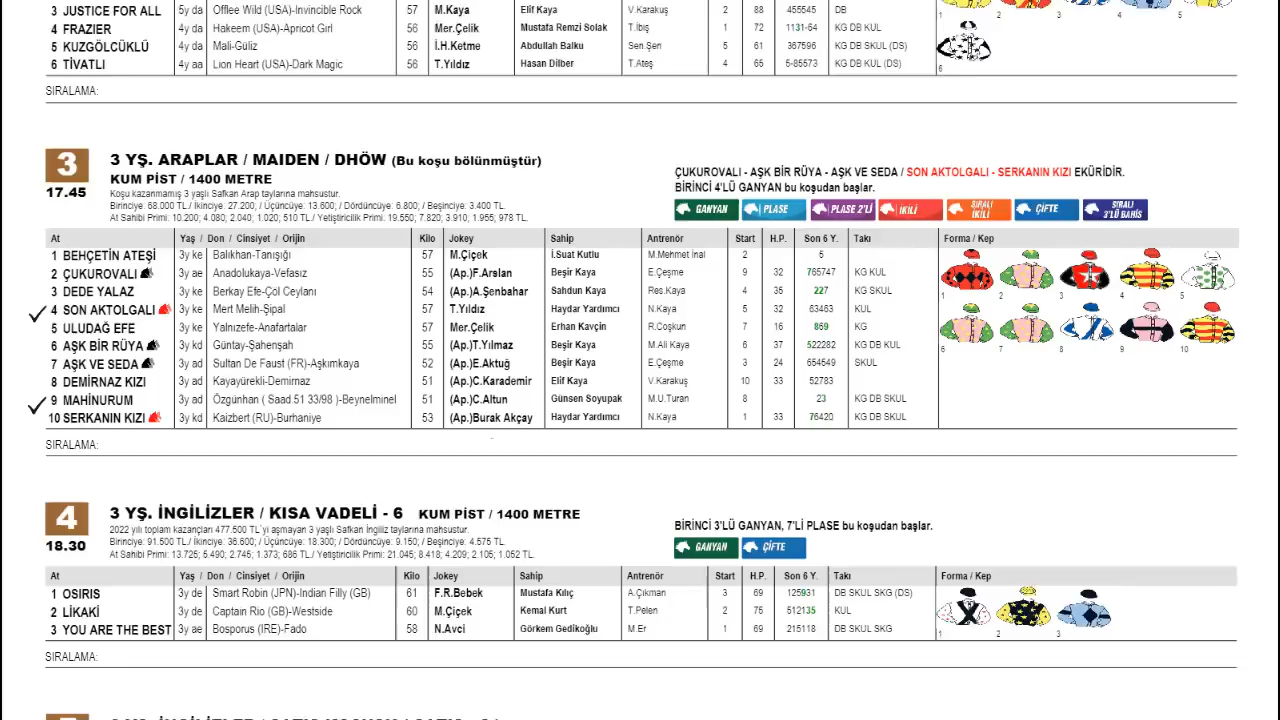 3 JUSTICE FOR ALL 5y da Offlee Wild (USA)-Invincible Rock 57 M.Kaya Elif Kaya V.Karakuş 2 88 455545 DB
4 FRAZIER 4y da Hakeem (USA)-Apricot Girl 56 Mer.Çelik Mustafa Remzi Solak T.İbiş 1 72 1131-64 KG DB KUL
5 KUZGÖLCÜKLÜ 4y da Mali-Güliz 56 İ.H.Ketme Abdullah Balku Sen.Şen 5 61 367596 KG DB SKUL (DS)
6 TİVATLI 4y aa Lion Heart (USA)-Dark Magic 56 T.Yıldız Hasan Dilber T.Ateş 4 65 5-85573 KG DB KUL (DS)
1 2 3 4 5
6
SIRALAMA:
3 3 YŞ. ARAPLAR / MAIDEN / DHÖW (Bu koşu bölünmüştür)
17.45 KUM PİST / 1400 METRE
Koşu kazanmamış 3 yaşlı Safkan Arap taylarına mahsustur.
Birinciye: 68.000 TL./ İkinciye: 27.200; / Üçüncüye: 13.600; / Dördüncüye: 6.800; / Beşinciye: 3.400 TL.
At Sahibi Primi: 10.200; 4.080; 2.040; 1.020; 510 TL./ Yetiştiricilik Primi: 19.550; 7.820; 3.910; 1.955; 978 TL.
ÇUKUROVALI - AŞK BİR RÜYA - AŞK VE SEDA / SON AKTOLGALI - SERKANIN KIZI EKÜRİDİR.
BİRİNCİ 4'LÜ GANYAN bu koşudan başlar.
GANYAN PLASE PLASE 2'Lİ İKİLİ SIRALI İKİLİ ÇİFTE SIRALI 3'LÜ BAHİS
At Yaş / Don / Cinsiyet / Orijin Kilo Jokey Sahip Antrenör Start H.P. Son 6 Y. Takı Forma / Kep
1 BEHÇETİN ATEŞİ 3y ke Balıkhan-Tanışığı 57 M.Çiçek İ.Suat Kutlu M.Mehmet İnal 2 5
2 ÇUKUROVALI 3y ae Anadolukaya-Vefasız 55 (Ap.)F.Arslan Beşir Kaya E.Çeşme 9 32 765747 KG KUL
3 DEDE YALAZ 3y ke Berkay Efe-Çöl Ceylanı 54 (Ap.)A.Şenbahar Sahdun Kaya Res.Kaya 4 35 227 KG SKUL
4 SON AKTOLGALI 3y ke Mert Melih-Şipal 57 T.Yıldız Haydar Yardımcı N.Kaya 5 32 63463 KUL
5 ULUDAĞ EFE 3y ke Yalnızefe-Anafartalar 57 Mer.Çelik Erhan Kavçin R.Coşkun 7 16 869 KG
6 AŞK BİR RÜYA 3y kd Güntay-Şahenşah 55 (Ap.)T.Yılmaz Beşir Kaya M.Ali Kaya 6 37 522282 KG DB KUL
7 AŞK VE SEDA 3y ad Sultan De Faust (FR)-Aşkımkaya 52 (Ap.)E.Aktuğ Beşir Kaya E.Çeşme 3 24 654649 SKUL
8 DEMİRNAZ KIZI 3y ad Kayayürekli-Demirnaz 51 (Ap.)C.Karademir Elif Kaya V.Karakuş 10 33 52783
9 MAHİNURUM 3y ad Özgünhan ( Saad 51 33/98 )-Beynelminel 51 (Ap.)C.Altun Günsen Soyupak M.U.Turan 8 23 KG DB SKUL
10 SERKANIN KIZI 3y kd Kaizbert (RU)-Burhaniye 53 (Ap.)Burak Akçay Haydar Yardımcı N.Kaya 1 33 76420 KG DB SKUL
1 2 3 4 5
6 7 8 9 10
SIRALAMA:
4 3 YŞ. İNGİLİZLER / KISA VADELİ - 6 KUM PİST / 1400 METRE
18.30 2022 yılı toplam kazançları 477.500 TL'yi aşmayan 3 yaşlı Safkan İngiliz taylarına mahsustur.
Birinciye: 91.500 TL./ İkinciye: 36.600; / Üçüncüye: 18.300; / Dördüncüye: 9.150; / Beşinciye: 4.575 TL.
At Sahibi Primi: 13.725; 5.490; 2.745; 1.373; 686 TL./ Yetiştiricilik Primi: 21.045; 8.418; 4.209; 2.105; 1.052 TL.
BİRİNCİ 3'LÜ GANYAN, 7'Lİ PLASE bu koşudan başlar.
GANYAN ÇİFTE
At Yaş / Don / Cinsiyet / Orijin Kilo Jokey Sahip Antrenör Start H.P. Son 6 Y. Takı Forma / Kep
1 OSIRIS 3y de Smart Robin (JPN)-Indian Filly (GB) 61 F.R.Bebek Mustafa Kılıç A.Çıkman 3 69 125931 DB SKUL SKG (DS)
2 LİKAKİ 3y de Captain Rio (GB)-Westside 60 M.Çiçek Kemal Kurt T.Pelen 2 76 512135 KUL
3 YOU ARE THE BEST 3y ae Bosporus (IRE)-Fado 58 N.Avci Görkem Gedikoğlu M.Er 1 69 215118 DB SKUL SKG
1 2 3
SIRALAMA: